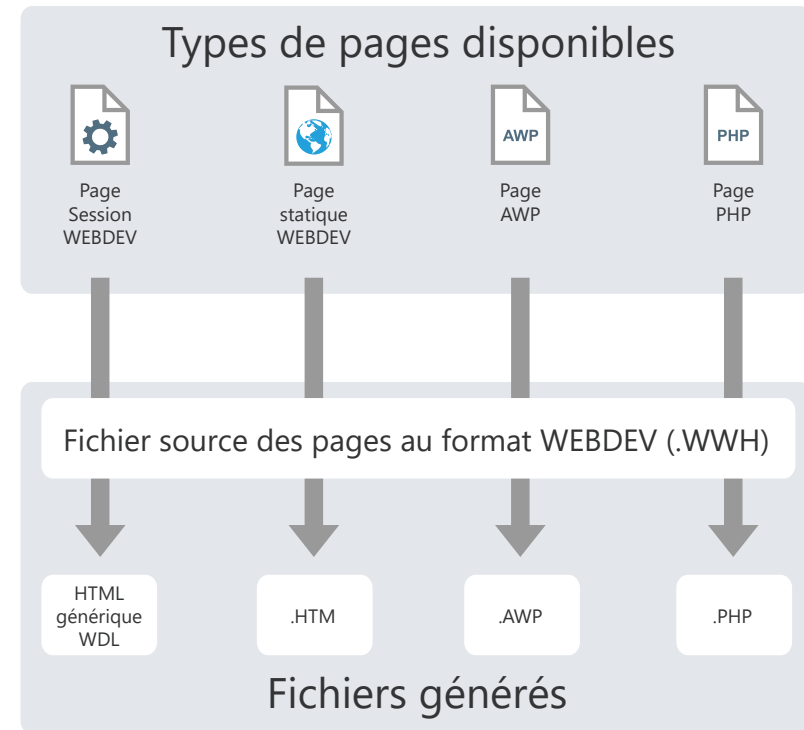 Types de pages disponibles
AWP
PHP
Page
Session
WEBDEV
Page
statique
WEBDEV
Page
AWP
Page
PHP
Fichier source des pages au format WEBDEV (.WWH)
HTML
générique
WDL
.HTM
.AWP
.PHP
Fichiers générés